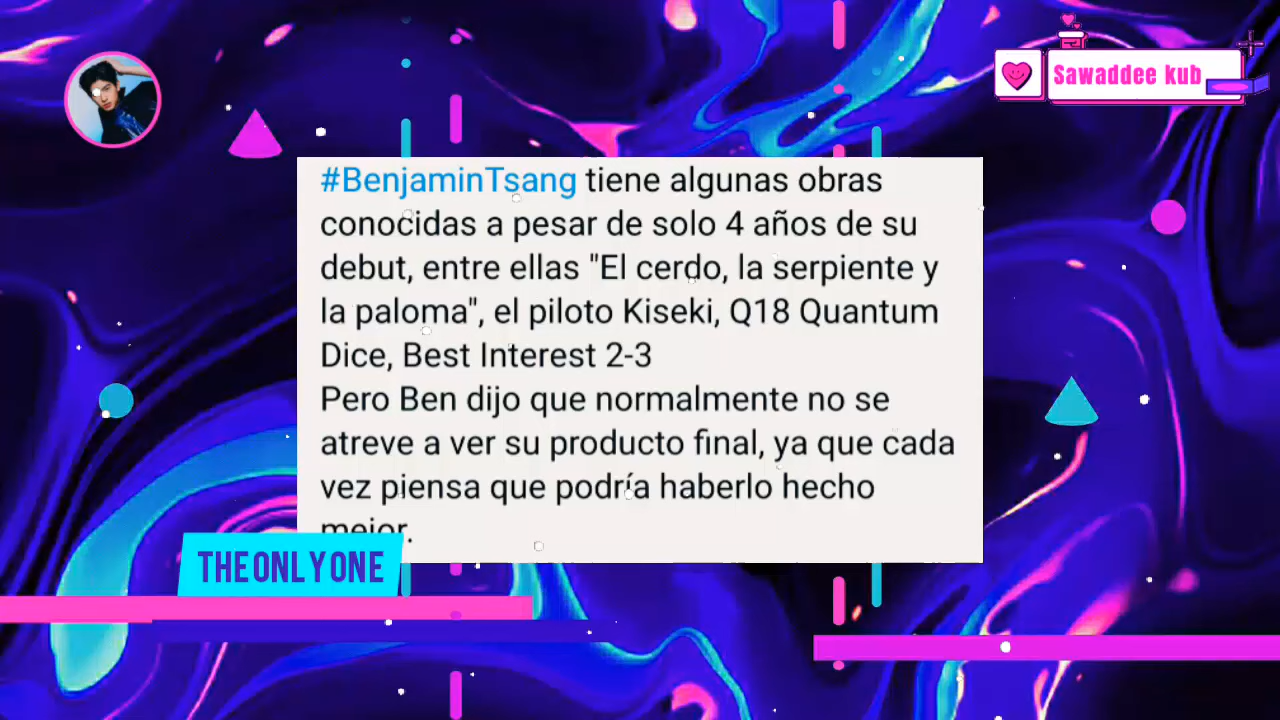 Sawaddee kub
#BenjaminTsang tiene algunas obras
conocidas a pesar de solo 4 años de su
debut, entre ellas "El cerdo, la serpiente y
la paloma", el piloto Kiseki, Q18 Quantum
Dice, Best Interest 2-3
Pero Ben dijo que normalmente no se
atreve a ver su producto final, ya que cada
vez piensa que podría haberlo hecho
mejor.
THE ONLY ONE